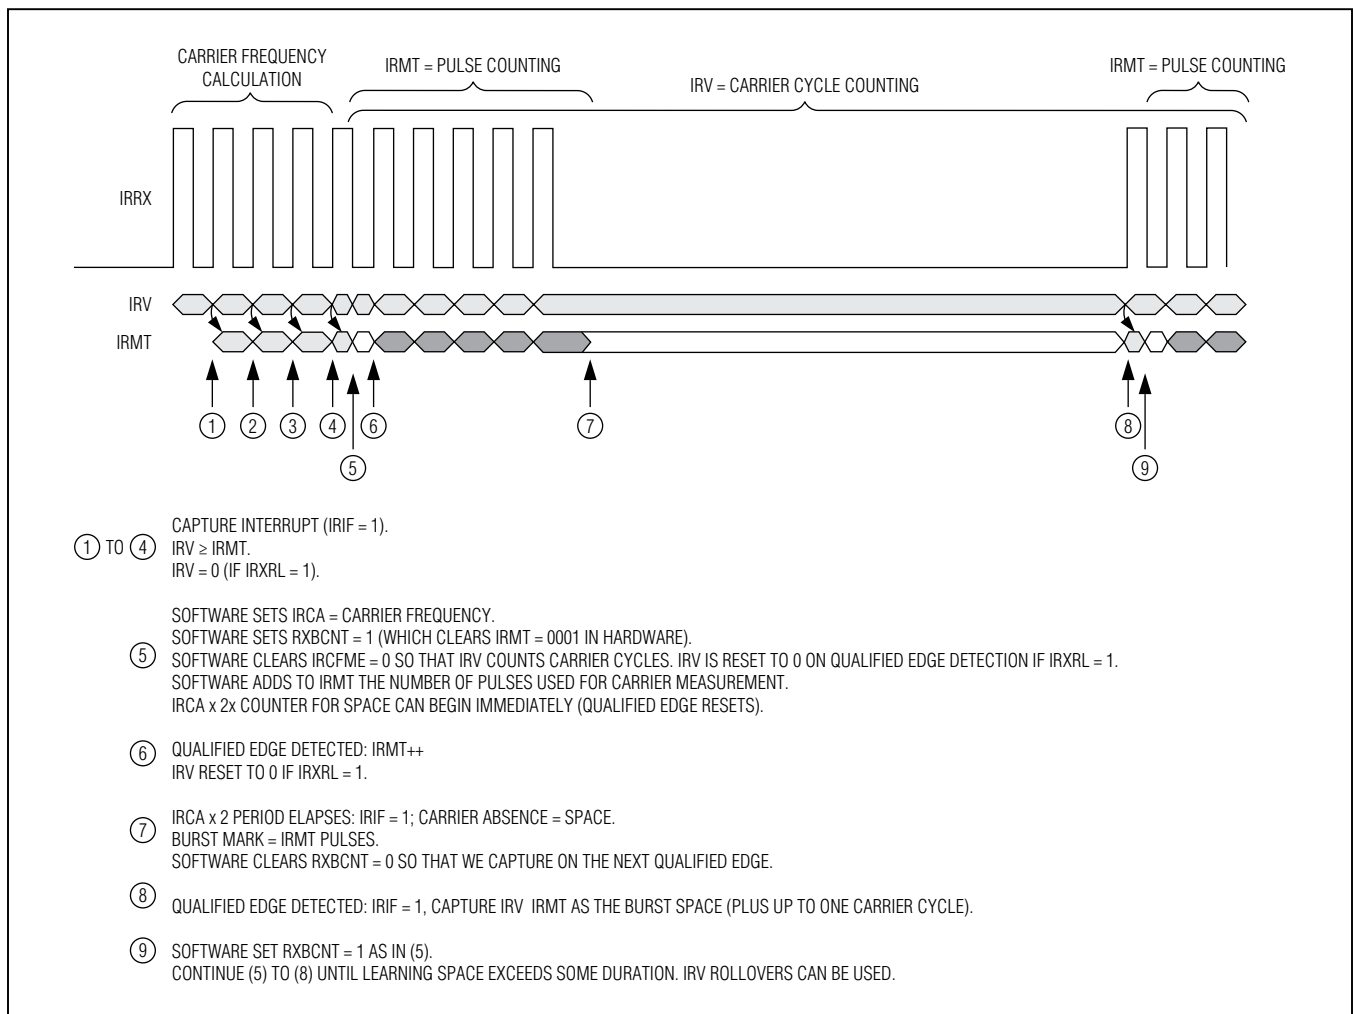 CARRIER FREQUENCY
CALCULATION
IRMT = PULSE COUNTING
IRV = CARRIER CYCLE COUNTING
IRMT = PULSE COUNTING
IRRX
IRV
IRMT
1
2
3
4
6
7
8
5
9
1 TO 4
CAPTURE INTERRUPT (IRIF = 1).
IRV ≥ IRMT.
IRV = 0 (IF IRXRL = 1).
5
SOFTWARE SETS IRCA = CARRIER FREQUENCY.
SOFTWARE SETS RXBCNT = 1 (WHICH CLEARS IRMT = 0001 IN HARDWARE).
SOFTWARE CLEARS IRCFME = 0 SO THAT IRV COUNTS CARRIER CYCLES. IRV IS RESET TO 0 ON QUALIFIED EDGE DETECTION IF IRXRL = 1.
SOFTWARE ADDS TO IRMT THE NUMBER OF PULSES USED FOR CARRIER MEASUREMENT.
IRCA x 2x COUNTER FOR SPACE CAN BEGIN IMMEDIATELY (QUALIFIED EDGE RESETS).
6
QUALIFIED EDGE DETECTED: IRMT++
IRV RESET TO 0 IF IRXRL = 1.
7
IRCA x 2 PERIOD ELAPSES: IRIF = 1; CARRIER ABSENCE = SPACE.
BURST MARK = IRMT PULSES.
SOFTWARE CLEARS RXBCNT = 0 SO THAT WE CAPTURE ON THE NEXT QUALIFIED EDGE.
8
QUALIFIED EDGE DETECTED: IRIF = 1, CAPTURE IRV IRMT AS THE BURST SPACE (PLUS UP TO ONE CARRIER CYCLE).
9
SOFTWARE SET RXBCNT = 1 AS IN (5).
CONTINUE (5) TO (8) UNTIL LEARNING SPACE EXCEEDS SOME DURATION. IRV ROLLOVERS CAN BE USED.